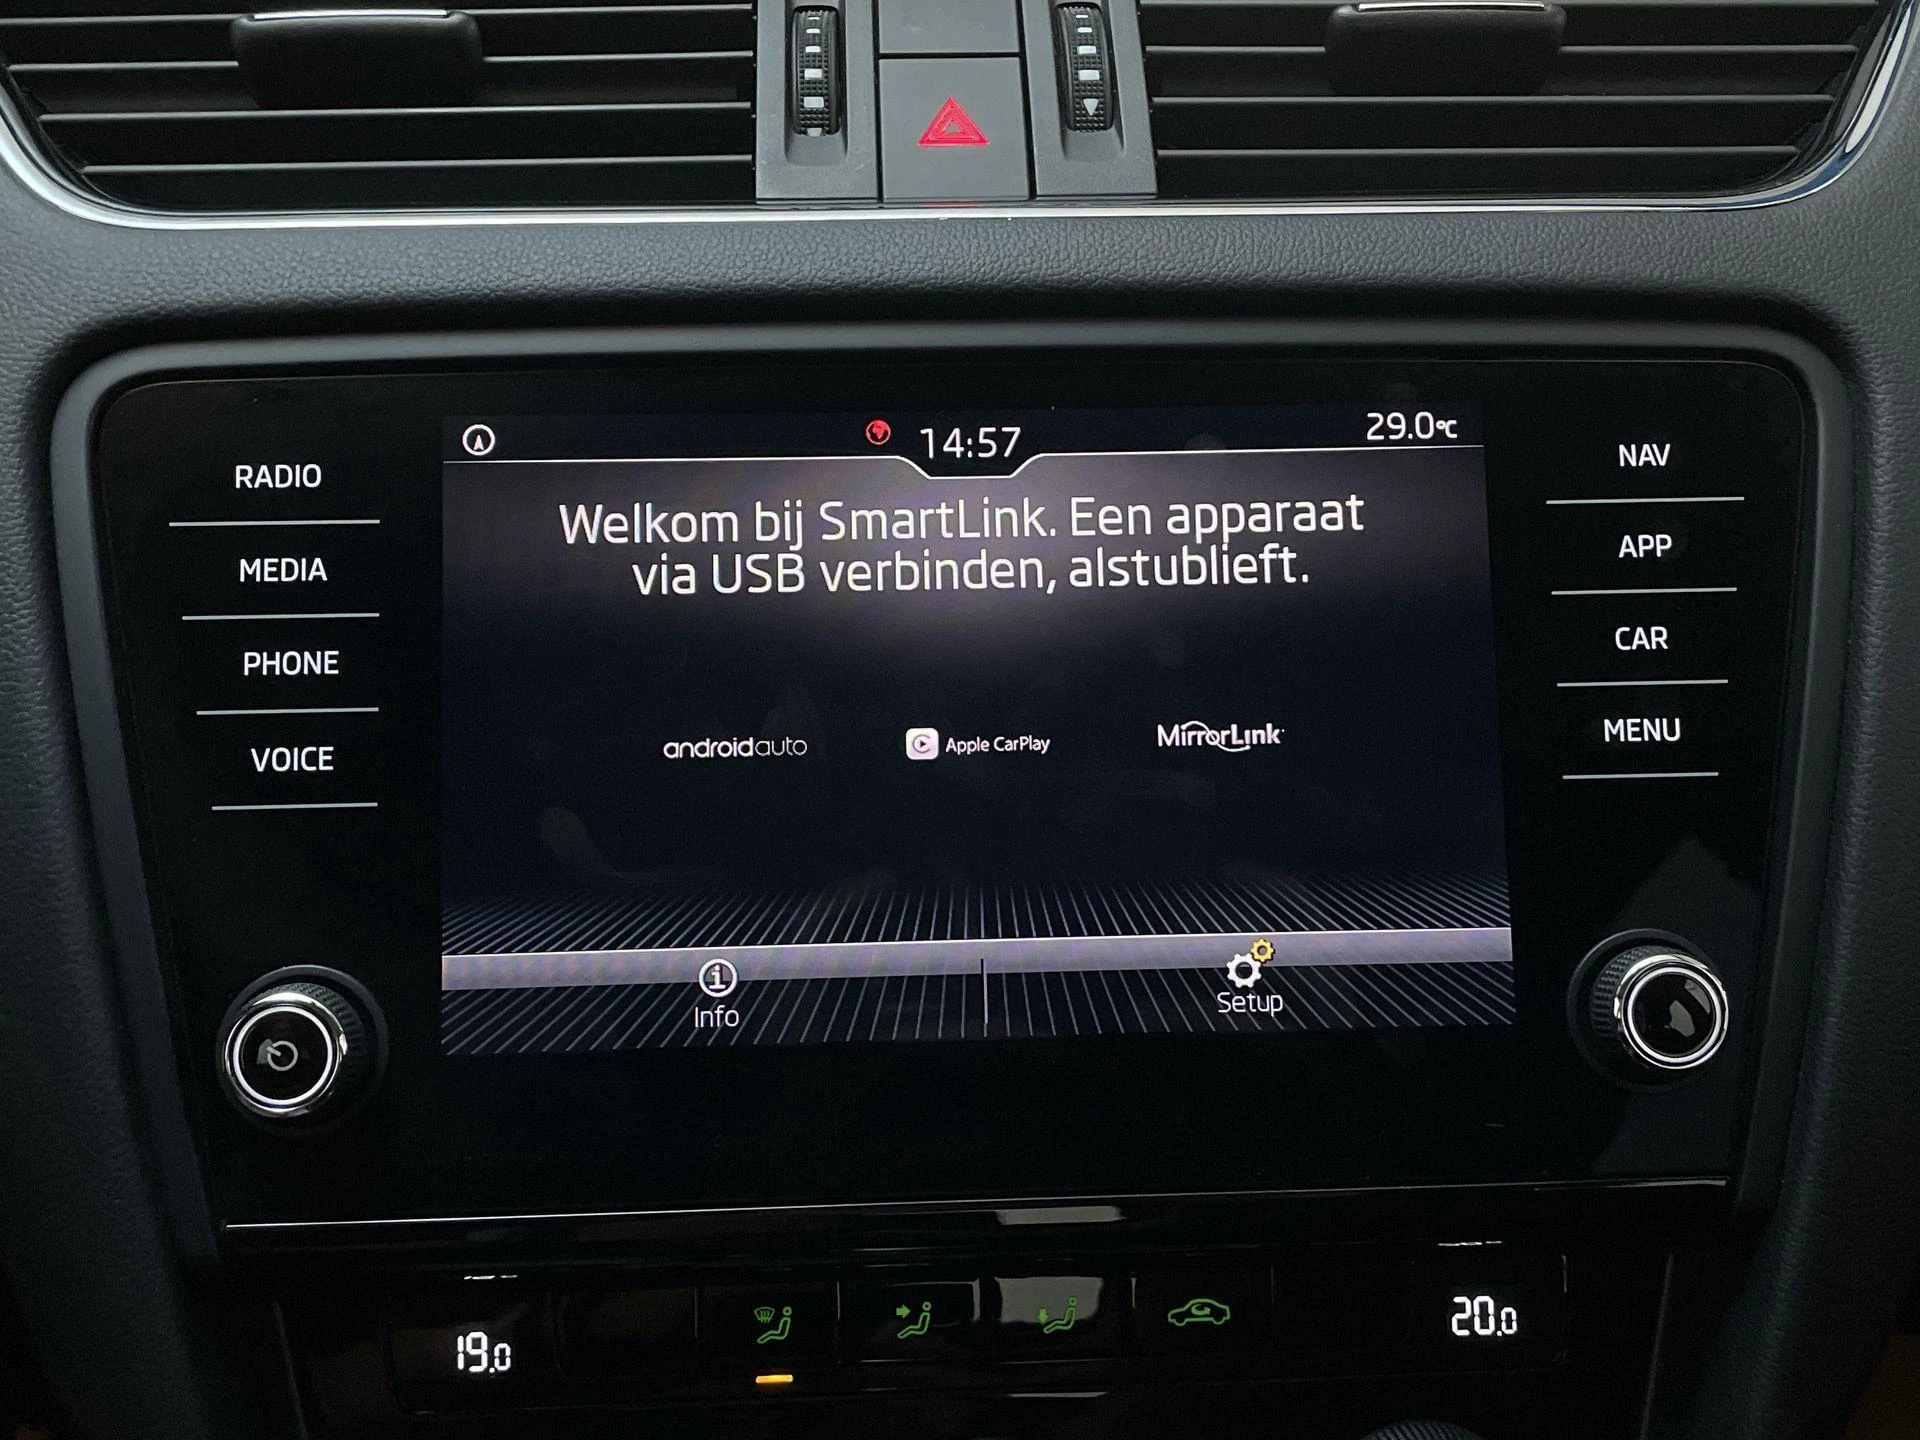 14:57
29.0°C
RADIO
MEDIA
PHONE
VOICE
Welkom bij SmartLink. Een apparaat
via USB verbinden, alstublieft.
androidauto
Apple CarPlay
MirrorLink
Info
Setup
NAV
APP
CAR
MENU
19.0
20.0